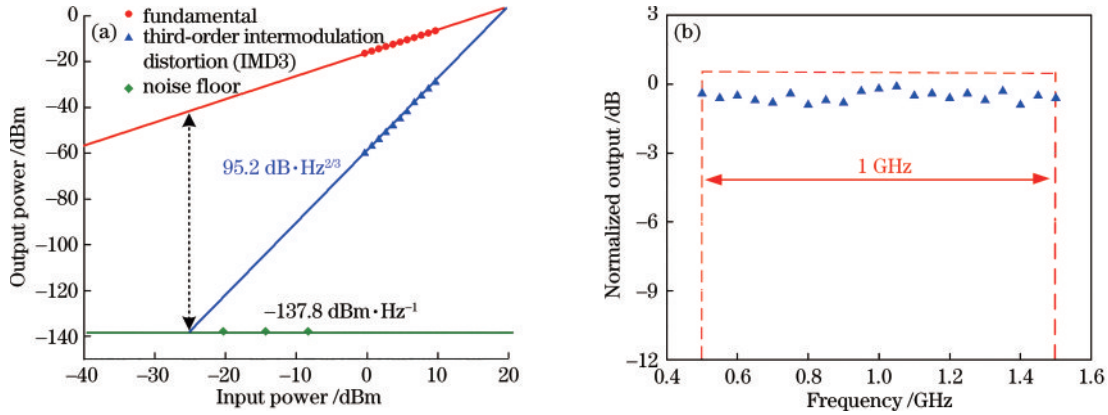 (a)
fundamental
third-order intermodulation
distortion (IMD3)
noise floor
0
−20
−40
−60
−80
−100
−120
−140
Output power /dBm
95.2 dB·Hz2/3
−137.8 dBm·Hz−1
−40
−30
−20
−10
0
10
20
Input power /dBm
(b)
3
0
−3
−6
−9
−12
Normalized output /dB
1 GHz
0.4
0.6
0.8
1.0
1.2
1.4
1.6
Frequency /GHz